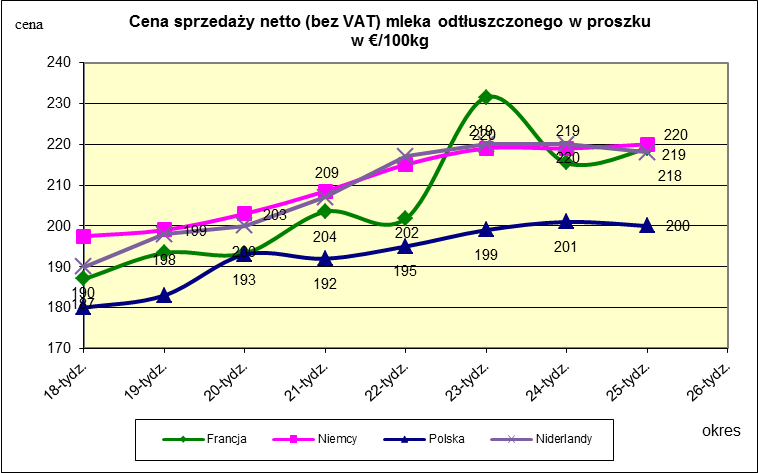 cena
Cena sprzedaży netto (bez VAT) mleka odtłuszczonego w proszku
w €/100kg
240
230
220
210
200
190
180
170
219
220
219
220
220
219
218
209
203
199
198
200
204
202
200
190
187
193
192
195
199
201
18-tydz.
19-tydz.
20-tydz.
21-tydz.
22-tydz.
23-tydz.
24-tydz.
25-tydz.
26-tydz.
okres
Francja
Niemcy
Polska
Niderlandy